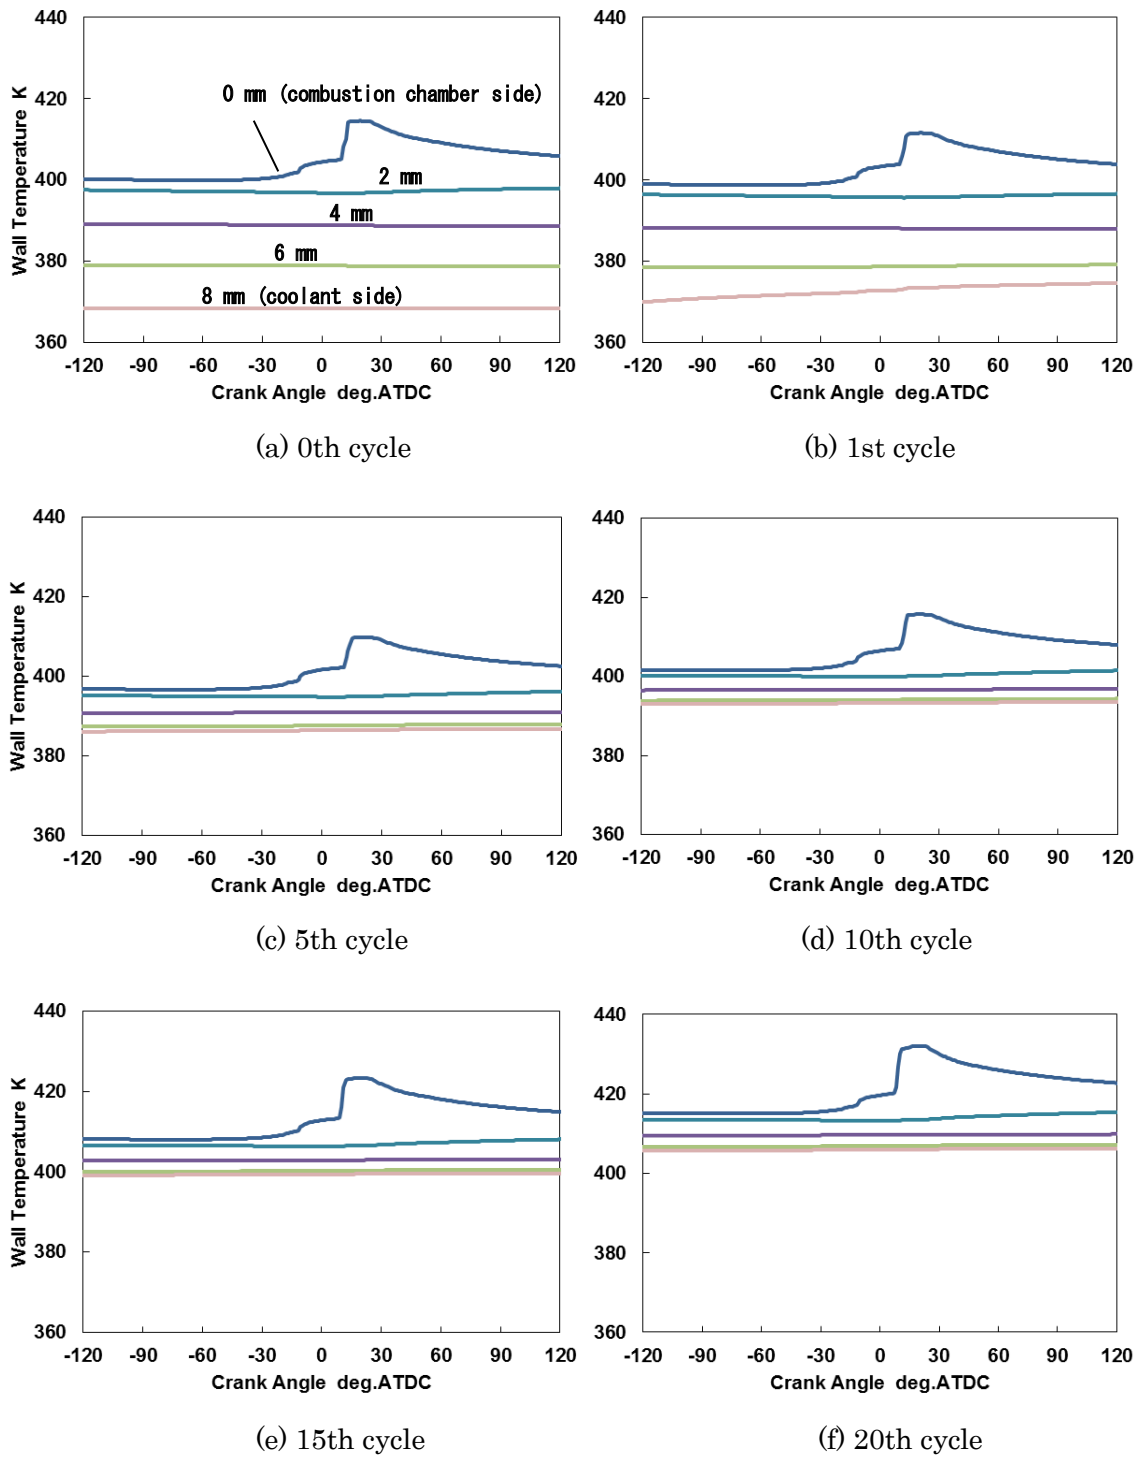 440
420
400
380
360
Wall Temperature K
0 mm (combustion chamber side)
2 mm
4 mm
6 mm
8 mm (coolant side)
-120 -90 -60 -30 0 30 60 90 120
Crank Angle deg.ATDC
(a) 0th cycle
440
420
400
380
360
-120 -90 -60 -30 0 30 60 90 120
Crank Angle deg.ATDC
(b) 1st cycle
440
420
400
380
360
Wall Temperature K
-120 -90 -60 -30 0 30 60 90 120
Crank Angle deg.ATDC
(c) 5th cycle
440
420
400
380
360
-120 -90 -60 -30 0 30 60 90 120
Crank Angle deg.ATDC
(d) 10th cycle
440
420
400
380
360
Wall Temperature K
-120 -90 -60 -30 0 30 60 90 120
Crank Angle deg.ATDC
(e) 15th cycle
440
420
400
380
360
-120 -90 -60 -30 0 30 60 90 120
Crank Angle deg.ATDC
(f) 20th cycle